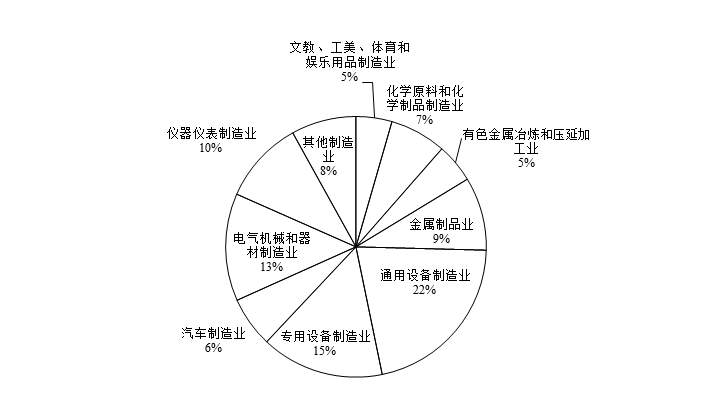 文教、工美、体育和
娱乐用品制造业
5%
化学原料和化
学制品制造业
7%
有色金属冶炼和压延加
工业
5%
金属制品业
9%
通用设备制造业
22%
专用设备制造业
15%
汽车制造业
6%
电气机械和器
材制造业
13%
仪器仪表制造业
10%
其他制造
业
8%